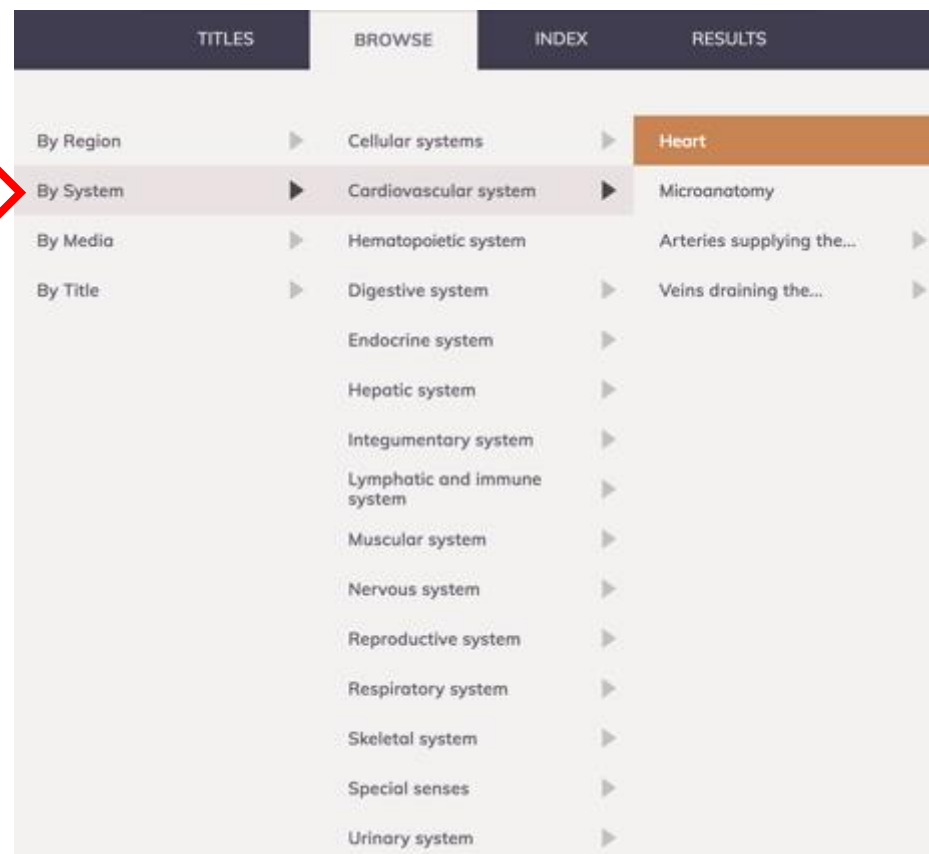 TITLES
BROWSE
INDEX
RESULTS
By Region
By System
By Media
By Title
Cellular systems
Cardiovascular system
Hematopoietic system
Digestive system
Endocrine system
Hepatic system
Integumentary system
Lymphatic and immune
system
Muscular system
Nervous system
Reproductive system
Respiratory system
Skeletal system
Special senses
Urinary system
Heart
Microanatomy
Arteries supplying the...
Veins draining the...